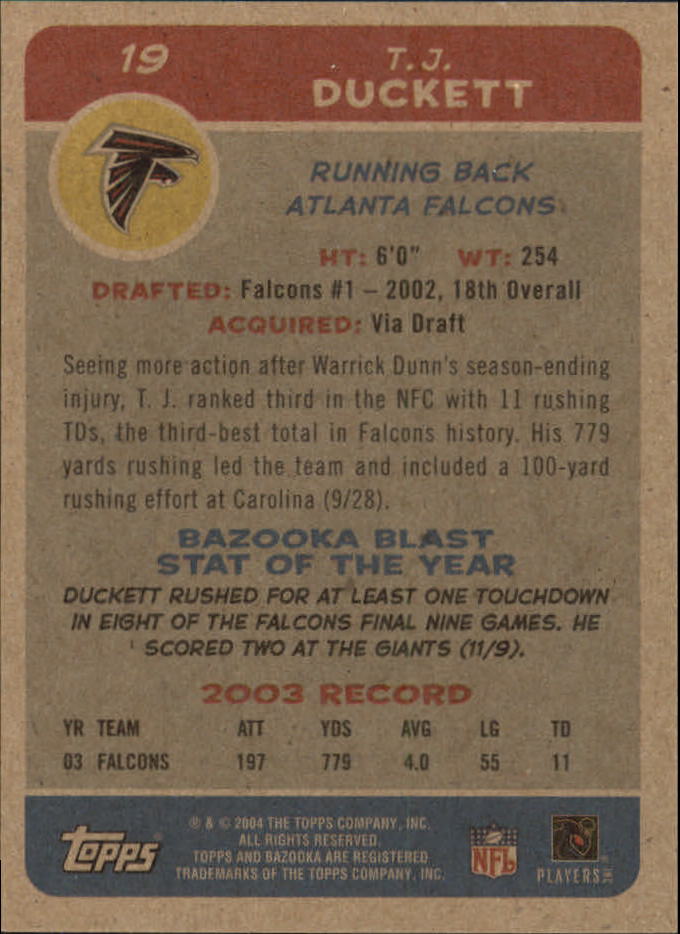 19
T.J.
DUCKETT
RUNNING BACK
ATLANTA FALCONS
HT: 6'0" WT: 254
DRAFTED: Falcons #1 – 2002, 18th Overall
ACQUIRED: Via Draft
Seeing more action after Warrick Dunn's season-ending
injury, T. J. ranked third in the NFC with 11 rushing
TDs, the third-best total in Falcons history. His 779
yards rushing led the team and included a 100-yard
rushing effort at Carolina (9/28).
BAZOOKA BLAST
STAT OF THE YEAR
DUCKETT RUSHED FOR AT LEAST ONE TOUCHDOWN
IN EIGHT OF THE FALCONS FINAL NINE GAMES. HE
SCORED TWO AT THE GIANTS (11/9).
2003 RECORD
YR TEAM ATT YDS AVG LG TD
03 FALCONS 197 779 4.0 55 11
® & © 2004 THE TOPPS COMPANY, INC.
ALL RIGHTS RESERVED.
TOPPS AND BAZOOKA ARE REGISTERED
TRADEMARKS OF THE TOPPS COMPANY, INC.
Topps
NFL
PLAYERS